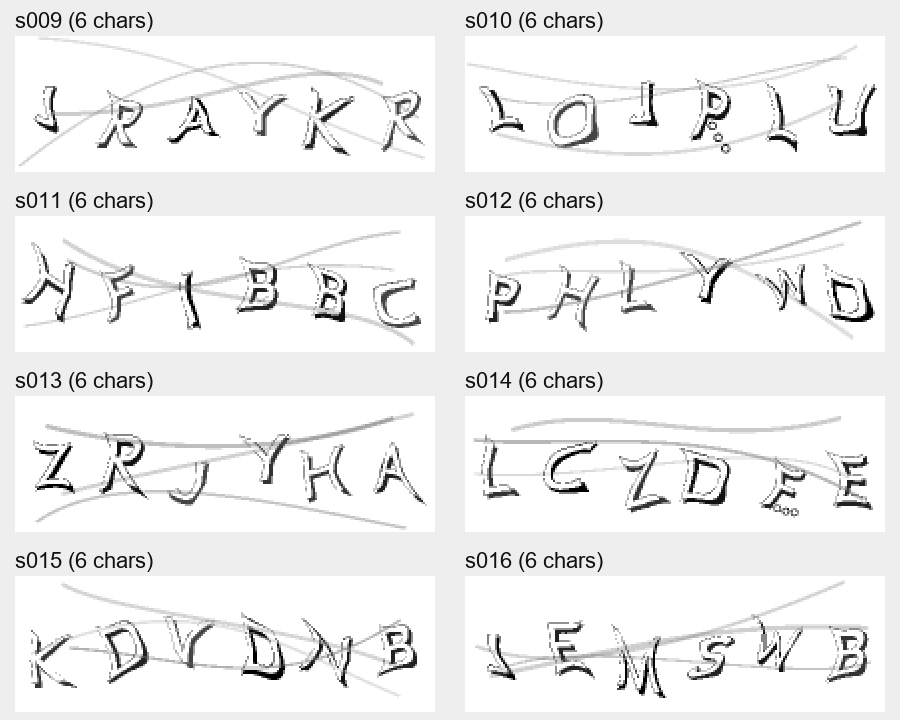 s009 (6 chars)
JRAYKR
s010 (6 chars)
LOJPLU
s011 (6 chars)
HFIBBC
s012 (6 chars)
PHLYWD
s013 (6 chars)
ZRJYHA
s014 (6 chars)
LCZDFE
s015 (6 chars)
KDVDNB
s016 (6 chars)
JEMSWB